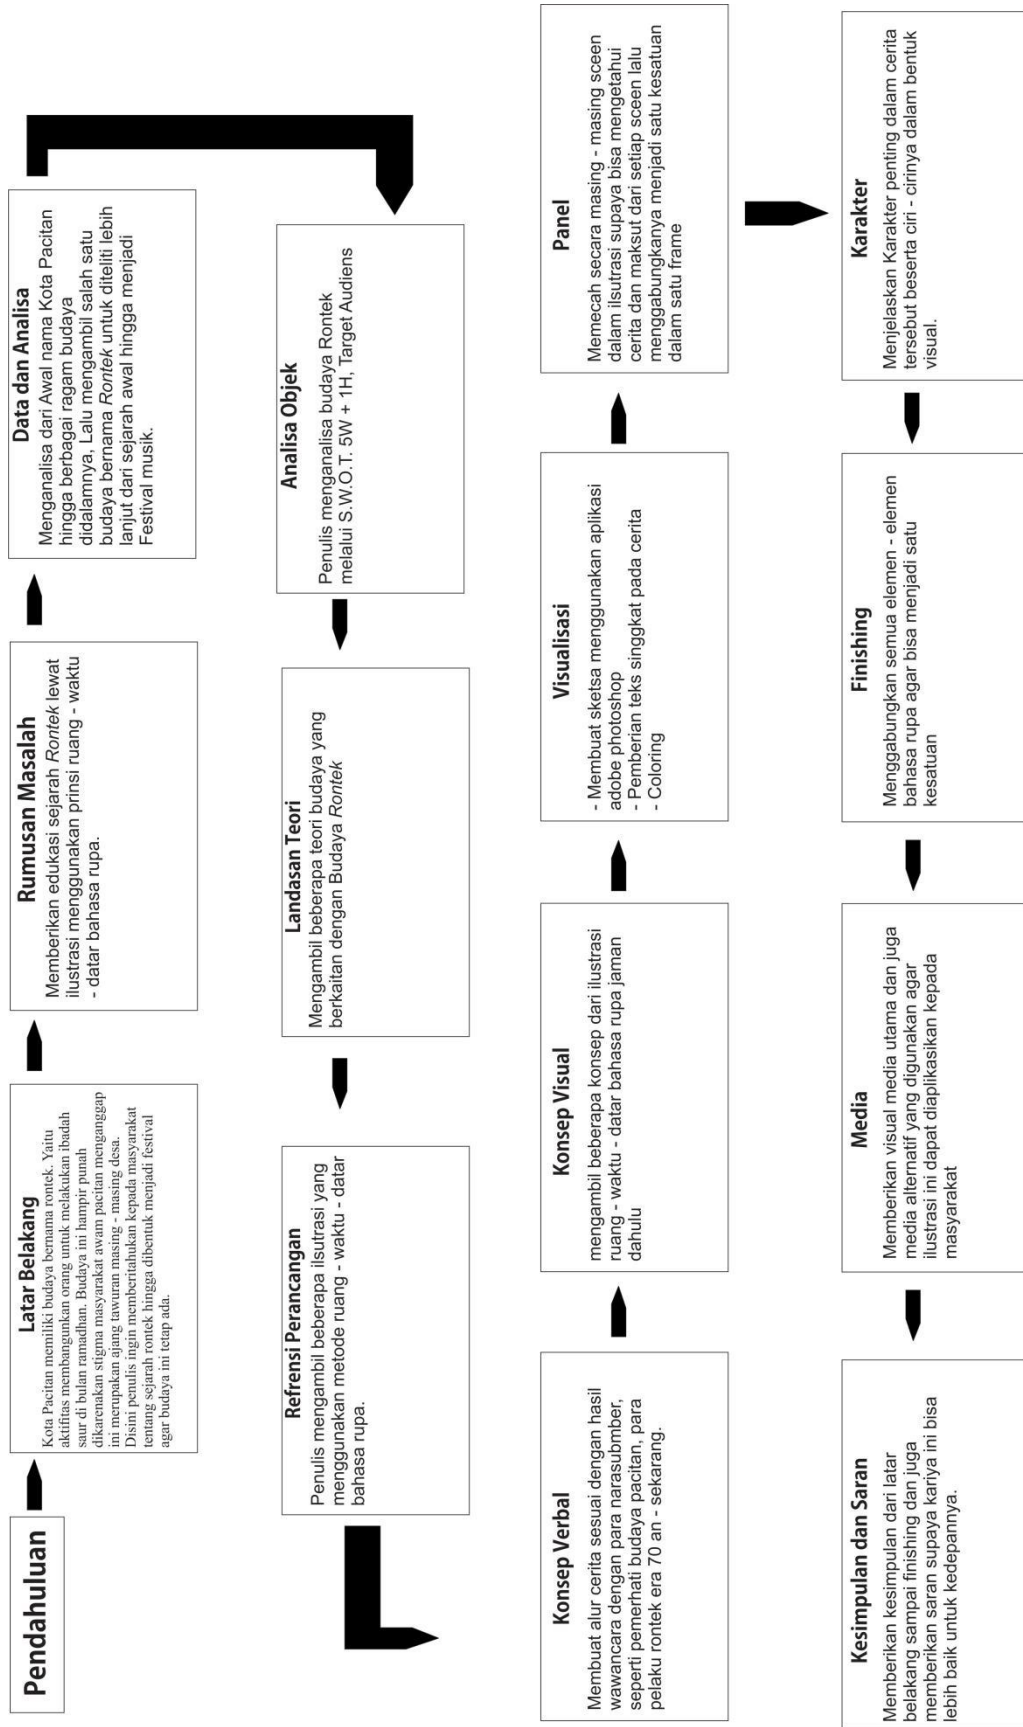 Pendahuluan
Latar Belakang
Kota Pacitan memiliki budaya bernama rontek. Yaitu
aktifitas membangunkan orang untuk melakukan ibadah
saur di bulan ramadhan. Budaya ini hampir punah
dikarenakan stigma masyarakat awam pacitan menganggap
ini merupakan ajang tawuran masing - masing desa.
Disini penulis ingin memberitahukan kepada masyarakat
tentang sejarah rontek hingga dibentuk menjadi festival
agar budaya ini tetap ada.
Rumusan Masalah
Memberikan edukasi sejarah Rontek lewat
ilustrasi menggunakan prinsi ruang - waktu
- datar bahasa rupa.
Data dan Analisa
Menganalisa dari Awal nama Kota Pacitan
hingga berbagai ragam budaya
didalamnya, Lalu mengambil salah satu
budaya bernama Rontek untuk diteliti lebih
lanjut dari sejarah awal hingga menjadi
Festival musik.
Analisa Objek
Penulis menganalisa budaya Rontek
melalui S.W.O.T. 5W + 1H, Target Audiens
Landasan Teori
Mengambil beberapa teori budaya yang
berkaitan dengan Budaya Rontek
Refrensi Perancangan
Penulis mengambil beberapa ilsutrasi yang
menggunakan metode ruang - waktu - datar
bahasa rupa.
Konsep Verbal
Membuat alur cerita sesuai dengan hasil
wawancara dengan para narasubmber,
seperti pemerhati budaya pacitan, para
pelaku rontek era 70 an - sekarang.
Konsep Visual
mengambil beberapa konsep dari ilustrasi
ruang - waktu - datar bahasa rupa jaman
dahulu
Visualisasi
- Membuat sketsa menggunakan aplikasi
adobe photoshop
- Pemberian teks singgkat pada cerita
- Coloring
Panel
Memecah secara masing - masing sceen
dalam ilsutrasi supaya bisa mengetahui
cerita dan maksut dari setiap sceen lalu
menggabungkanya menjadi satu kesatuan
dalam satu frame
Karakter
Menjelaskan Karakter penting dalam cerita
tersebut beserta ciri - cirinya dalam bentuk
visual.
Finishing
Menggabungkan semua elemen - elemen
bahasa rupa agar bisa menjadi satu
kesatuan
Media
Memberikan visual media utama dan juga
media alternatif yang digunakan agar
ilustrasi ini dapat diaplikasikan kepada
masyarakat
Kesimpulan dan Saran
Memberikan kesimpulan dari latar
belakang sampai finishing dan juga
memberikan saran supaya kariya ini bisa
lebih baik untuk kedepannya.